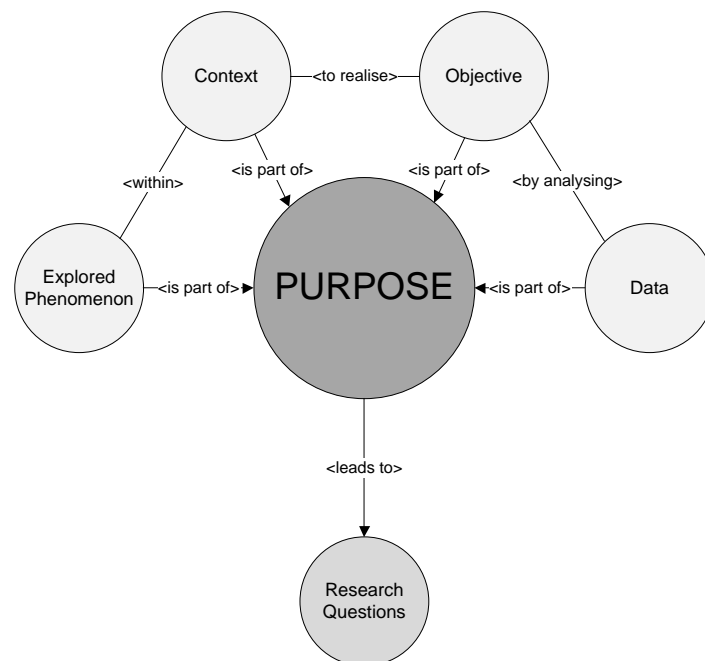 Context
<to realise>
Objective
<within>
<is part of>
<is part of>
<by analysing>
Explored
Phenomenon
<is part of>
PURPOSE
<is part of>
Data
<leads to>
Research
Questions